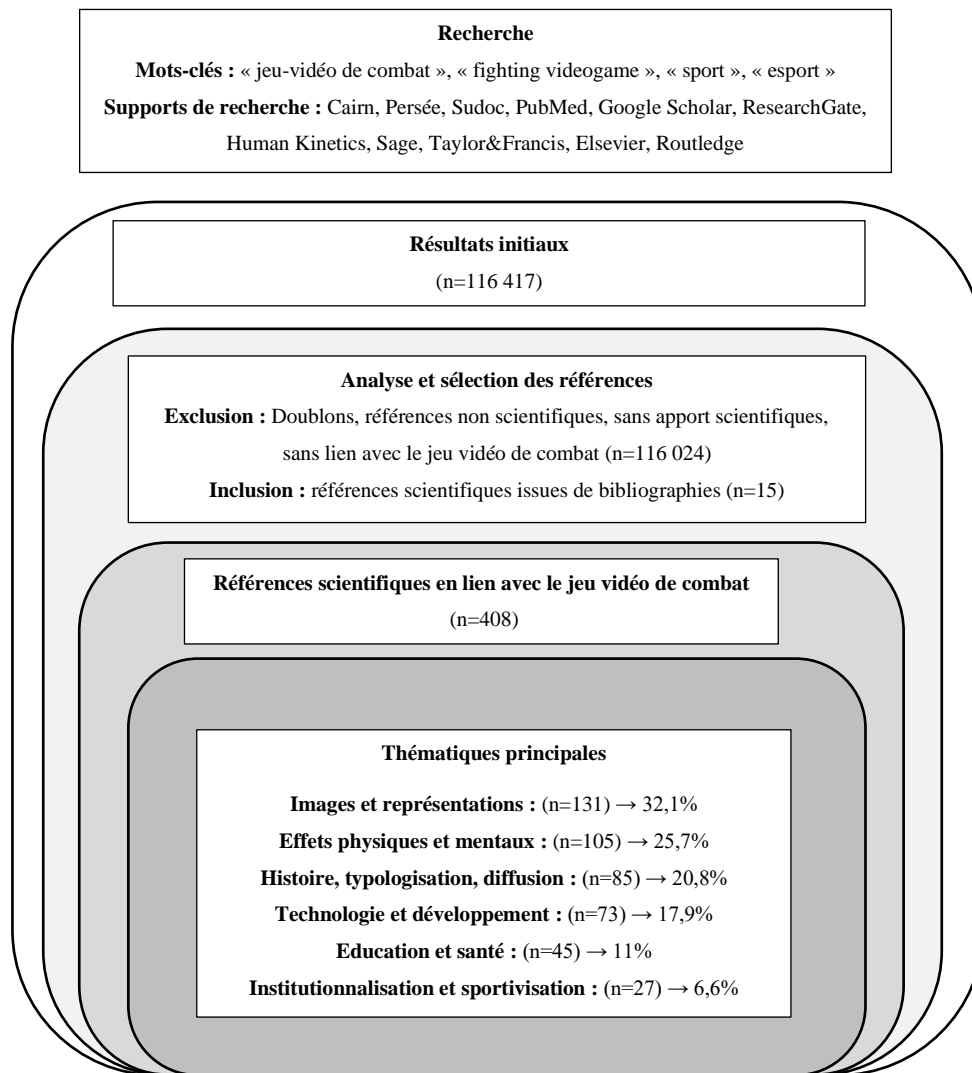 Recherche
Mots-clés : « jeu-vidéo de combat », « fighting videogame », « sport », « esport »
Supports de recherche : Cairn, Persée, Sudoc, PubMed, Google Scholar, ResearchGate,
Human Kinetics, Sage, Taylor&Francis, Elsevier, Routledge
Résultats initiaux
(n=116 417)
Analyse et sélection des références
Exclusion : Doublons, références non scientifiques, sans apport scientifiques,
sans lien avec le jeu vidéo de combat (n=116 024)
Inclusion : références scientifiques issues de bibliographies (n=15)
Références scientifiques en lien avec le jeu vidéo de combat
(n=408)
Thématiques principales
Images et représentations : (n=131) → 32,1%
Effets physiques et mentaux : (n=105) → 25,7%
Histoire, typologisation, diffusion : (n=85) → 20,8%
Technologie et développement : (n=73) → 17,9%
Education et santé : (n=45) → 11%
Institutionnalisation et sportivisation : (n=27) → 6,6%